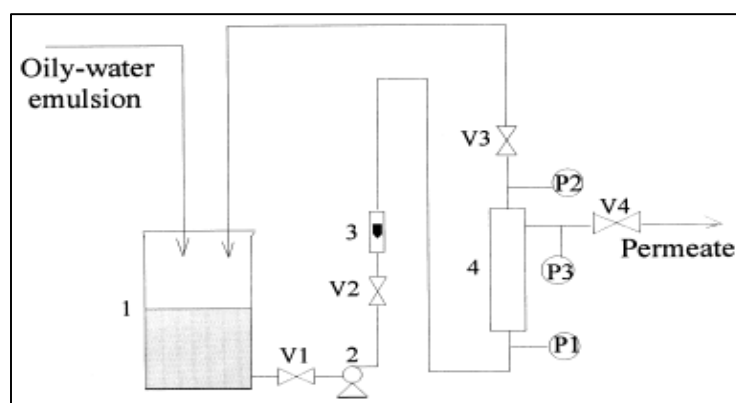 Oily-water
emulsion
V3
P2
V4
3
4
Permeate
P3
V2
1
V1
2
P1